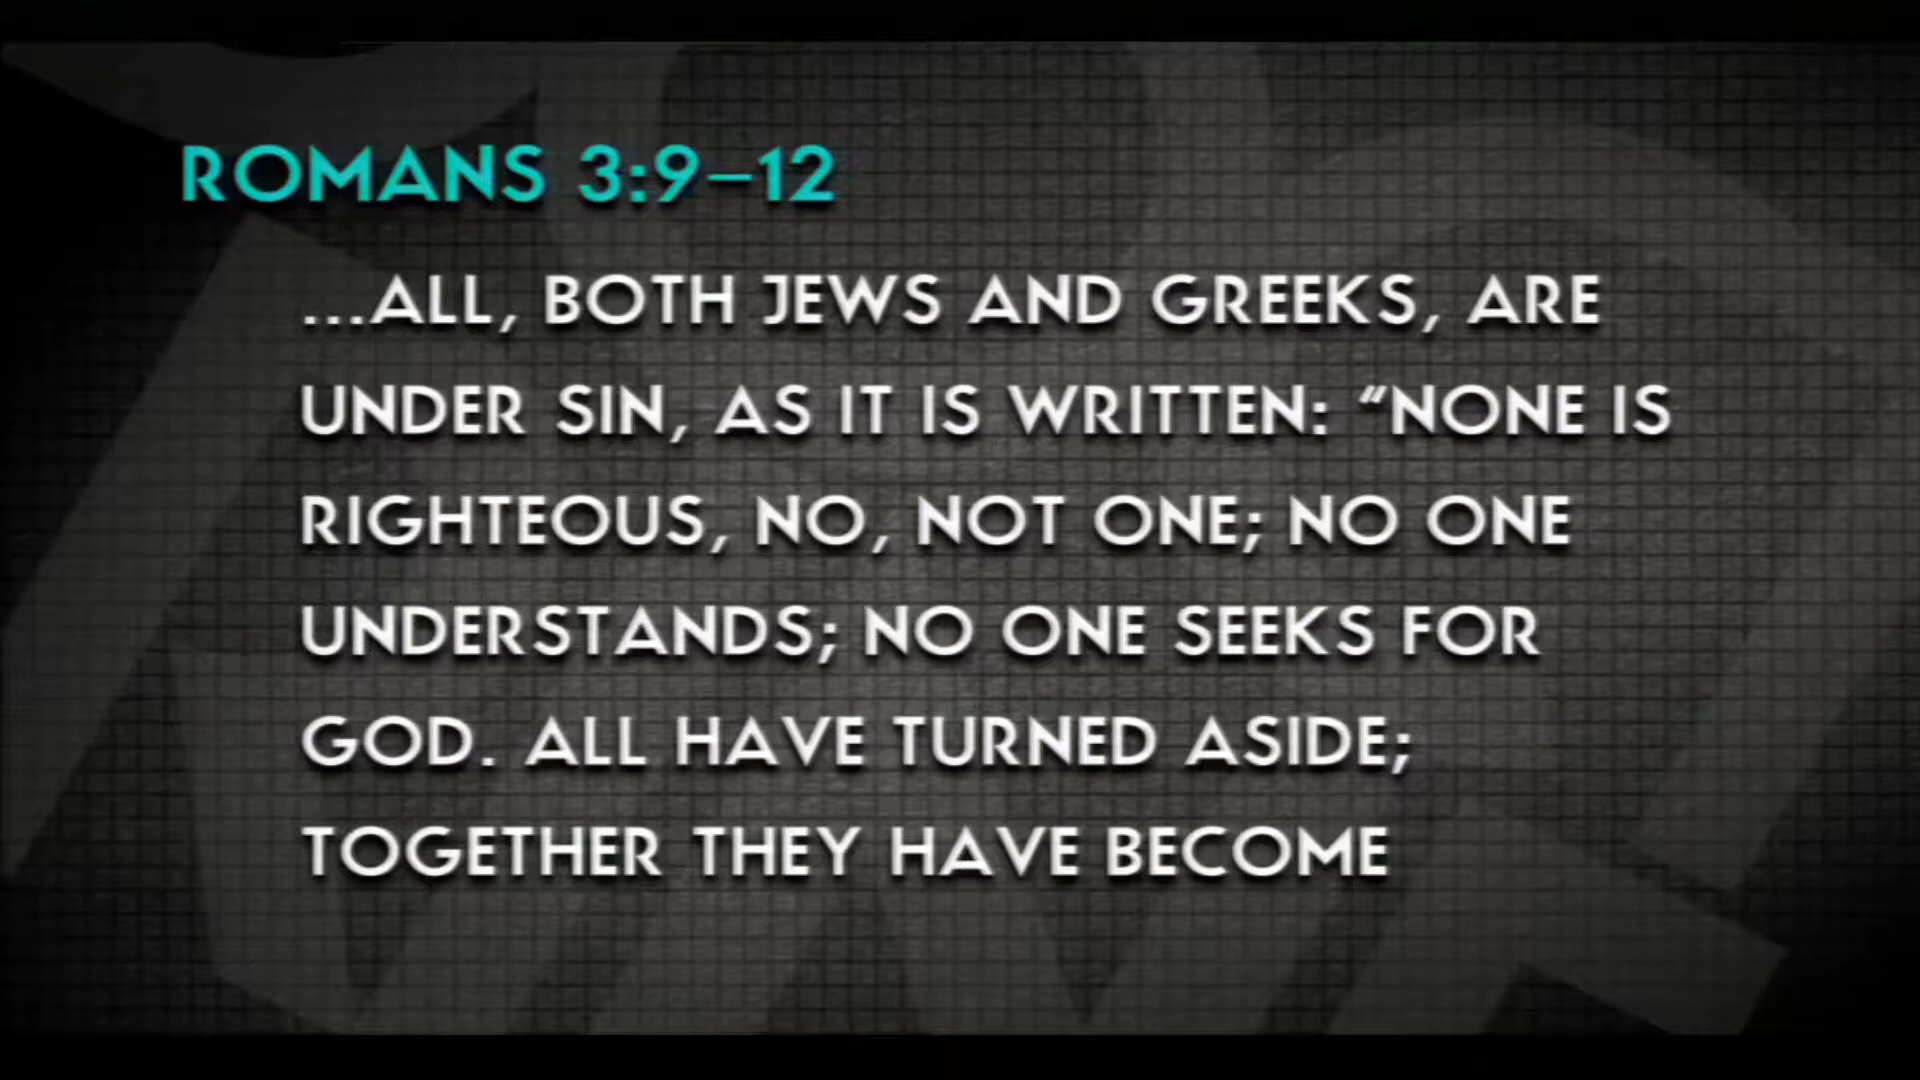 ROMANS 3:9–12
...ALL, BOTH JEWS AND GREEKS, ARE
UNDER SIN, AS IT IS WRITTEN: “NONE IS
RIGHTEOUS, NO, NOT ONE; NO ONE
UNDERSTANDS; NO ONE SEEKS FOR
GOD. ALL HAVE TURNED ASIDE;
TOGETHER THEY HAVE BECOME